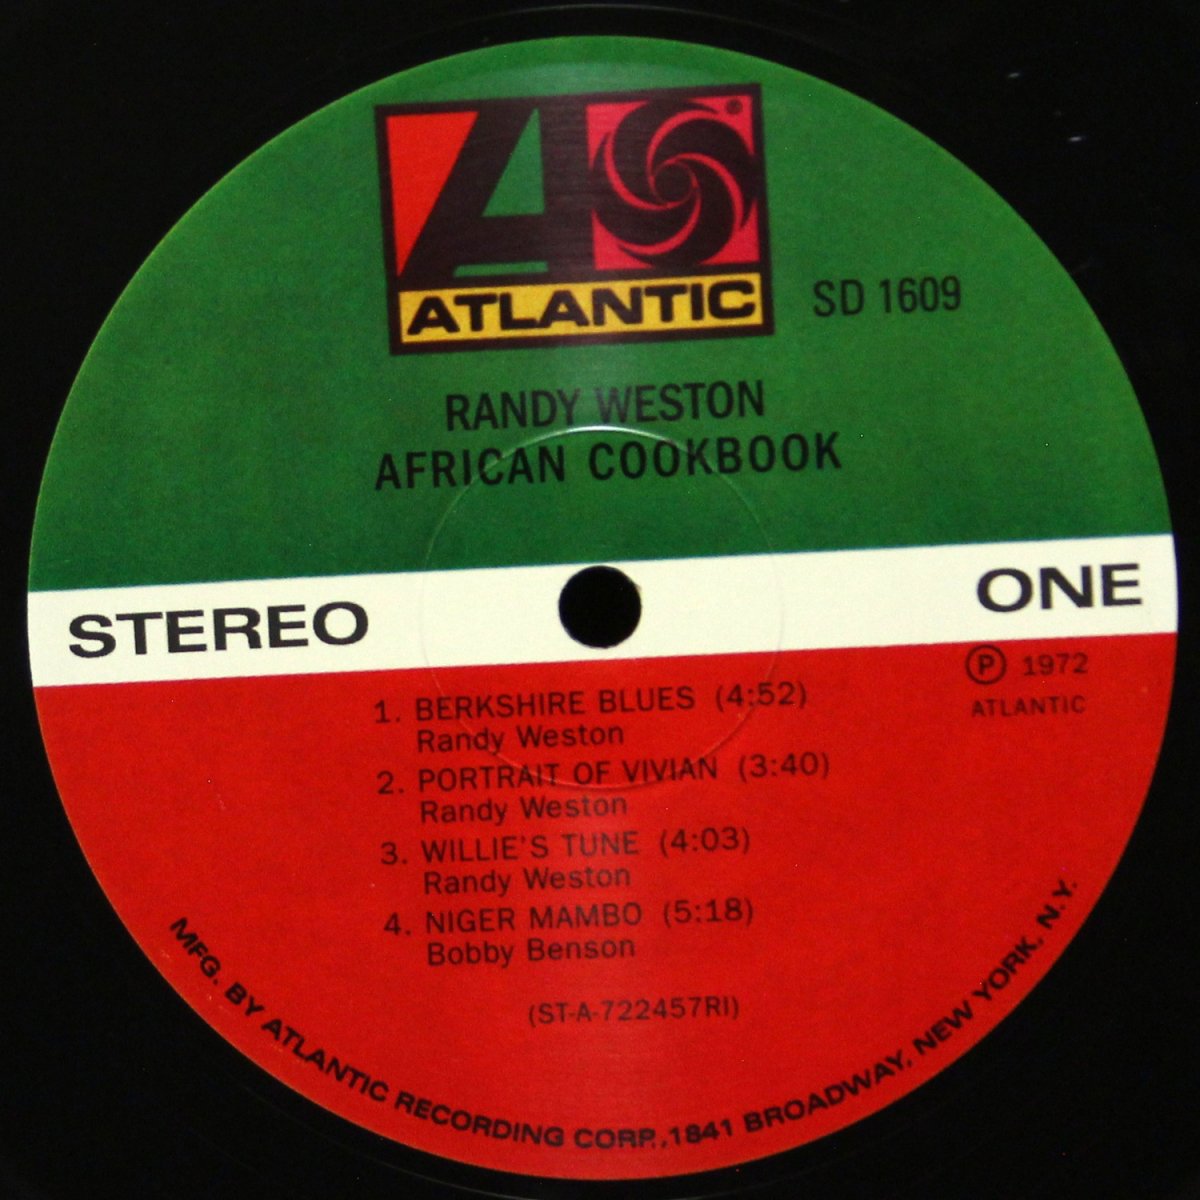 ATLANTIC
®
SD 1609
RANDY WESTON
AFRICAN COOKBOOK
STEREO
ONE
Ⓟ 1972
ATLANTIC
1. BERKSHIRE BLUES (4:52)
Randy Weston
2. PORTRAIT OF VIVIAN (3:40)
Randy Weston
3. WILLIE'S TUNE (4:03)
Randy Weston
4. NIGER MAMBO (5:18)
Bobby Benson
(ST-A-722457RI)
MFG. BY ATLANTIC RECORDING CORP., 1841 BROADWAY, NEW YORK, N.Y.